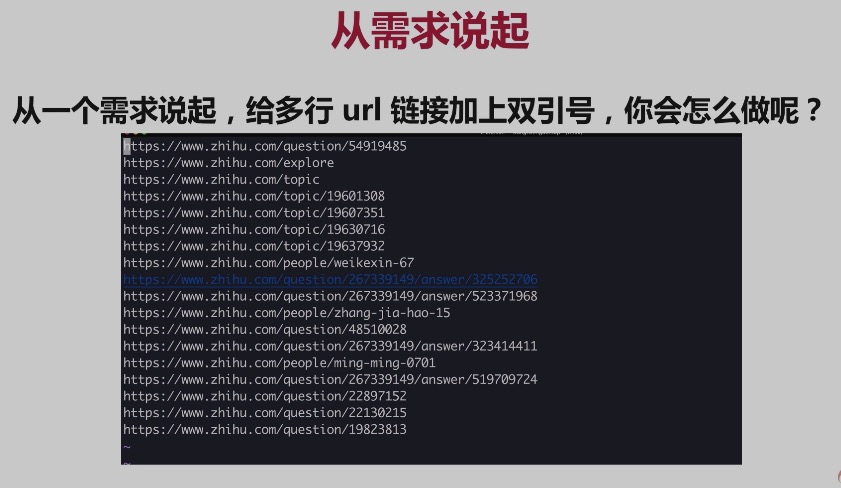 从需求说起
从一个需求说起，给多行 url 链接加上双引号，你会怎么做呢？
https://www.zhihu.com/question/54919485
https://www.zhihu.com/explore
https://www.zhihu.com/topic
https://www.zhihu.com/topic/19601308
https://www.zhihu.com/topic/19607351
https://www.zhihu.com/topic/19630716
https://www.zhihu.com/topic/19637932
https://www.zhihu.com/people/weikexin-67
https://www.zhihu.com/question/267339149/answer/325252706
https://www.zhihu.com/question/267339149/answer/523371968
https://www.zhihu.com/people/zhang-jia-hao-15
https://www.zhihu.com/question/48510028
https://www.zhihu.com/question/267339149/answer/323414411
https://www.zhihu.com/people/ming-ming-0701
https://www.zhihu.com/question/267339149/answer/519709724
https://www.zhihu.com/question/22897152
https://www.zhihu.com/question/22130215
https://www.zhihu.com/question/19823813
~
~